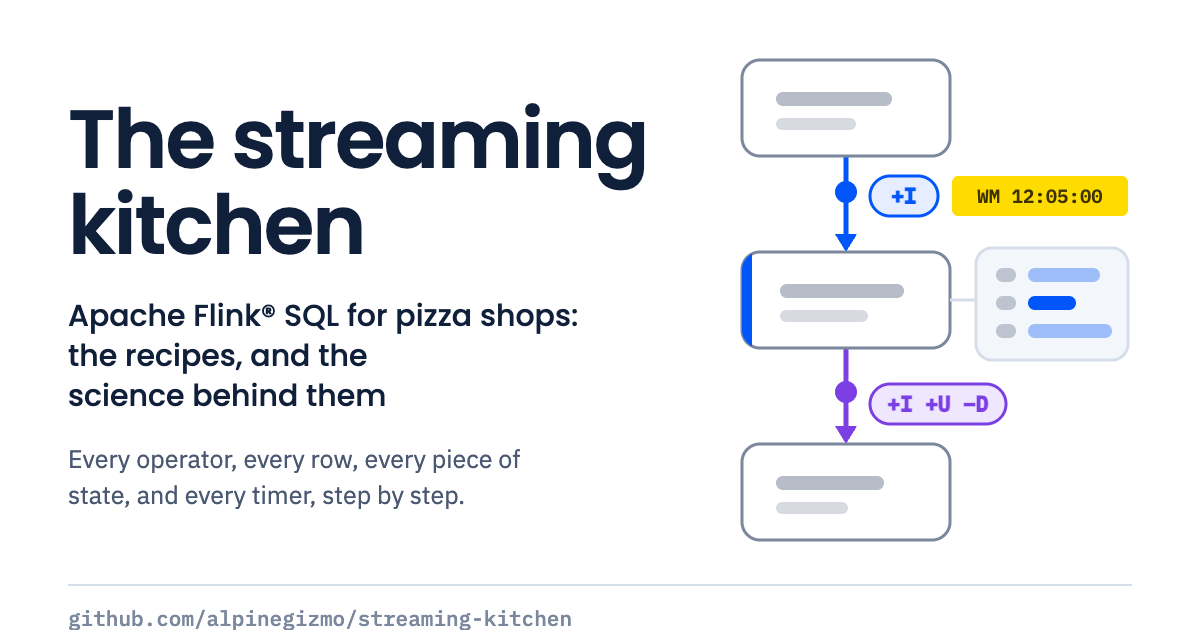 The streaming
kitchen
Apache Flink® SQL for pizza shops:
the recipes, and the
science behind them
Every operator, every row, every piece of
state, and every timer, step by step.
+I
WM 12:05:00
+I +U −D
github.com/alpinegizmo/streaming-kitchen